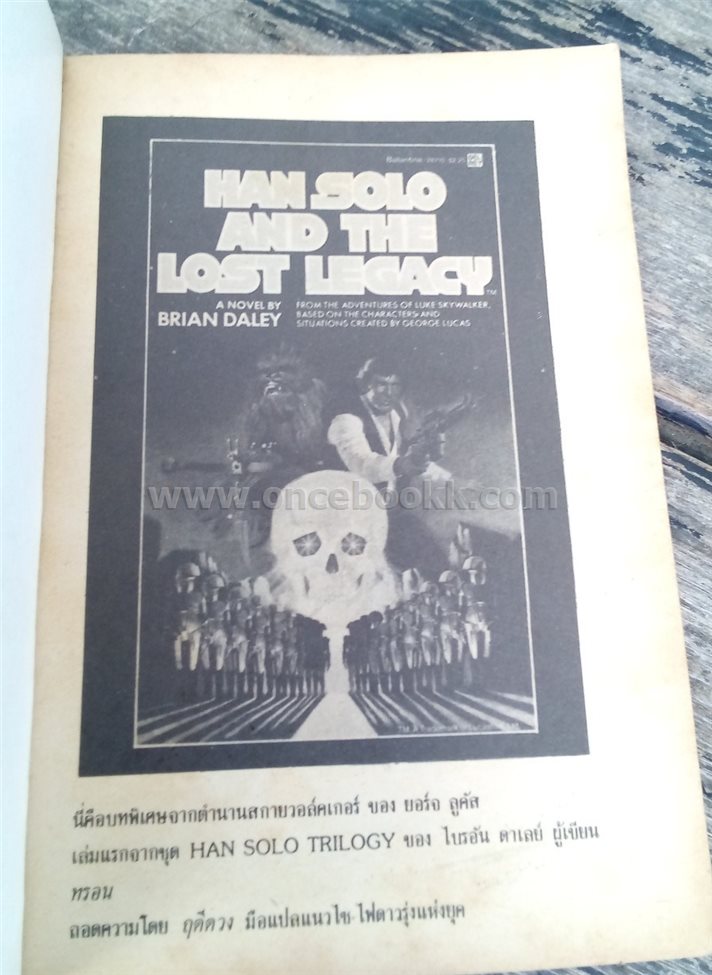 Ballantine
HAN SOLO
AND THE
LOST LEGACY™
A NOVEL BY
BRIAN DALEY
FROM THE ADVENTURES OF LUKE SKYWALKER,
BASED ON THE CHARACTERS AND
SITUATIONS CREATED BY GEORGE LUCAS
www.oncebookk.com
นี่คือบทพิเศษจากตำนานสกายวอล์คเกอร์ ของ ยอร์จ ลูคัส
เล่มแรกจากชุด HAN SOLO TRILOGY ของ ไบรอัน ดาเลย์ ผู้เขียน
ทรอน
ถอดความโดย ฤดีดวง มือแปลแนวไซ-ไฟดาวรุ่งแห่งยุค